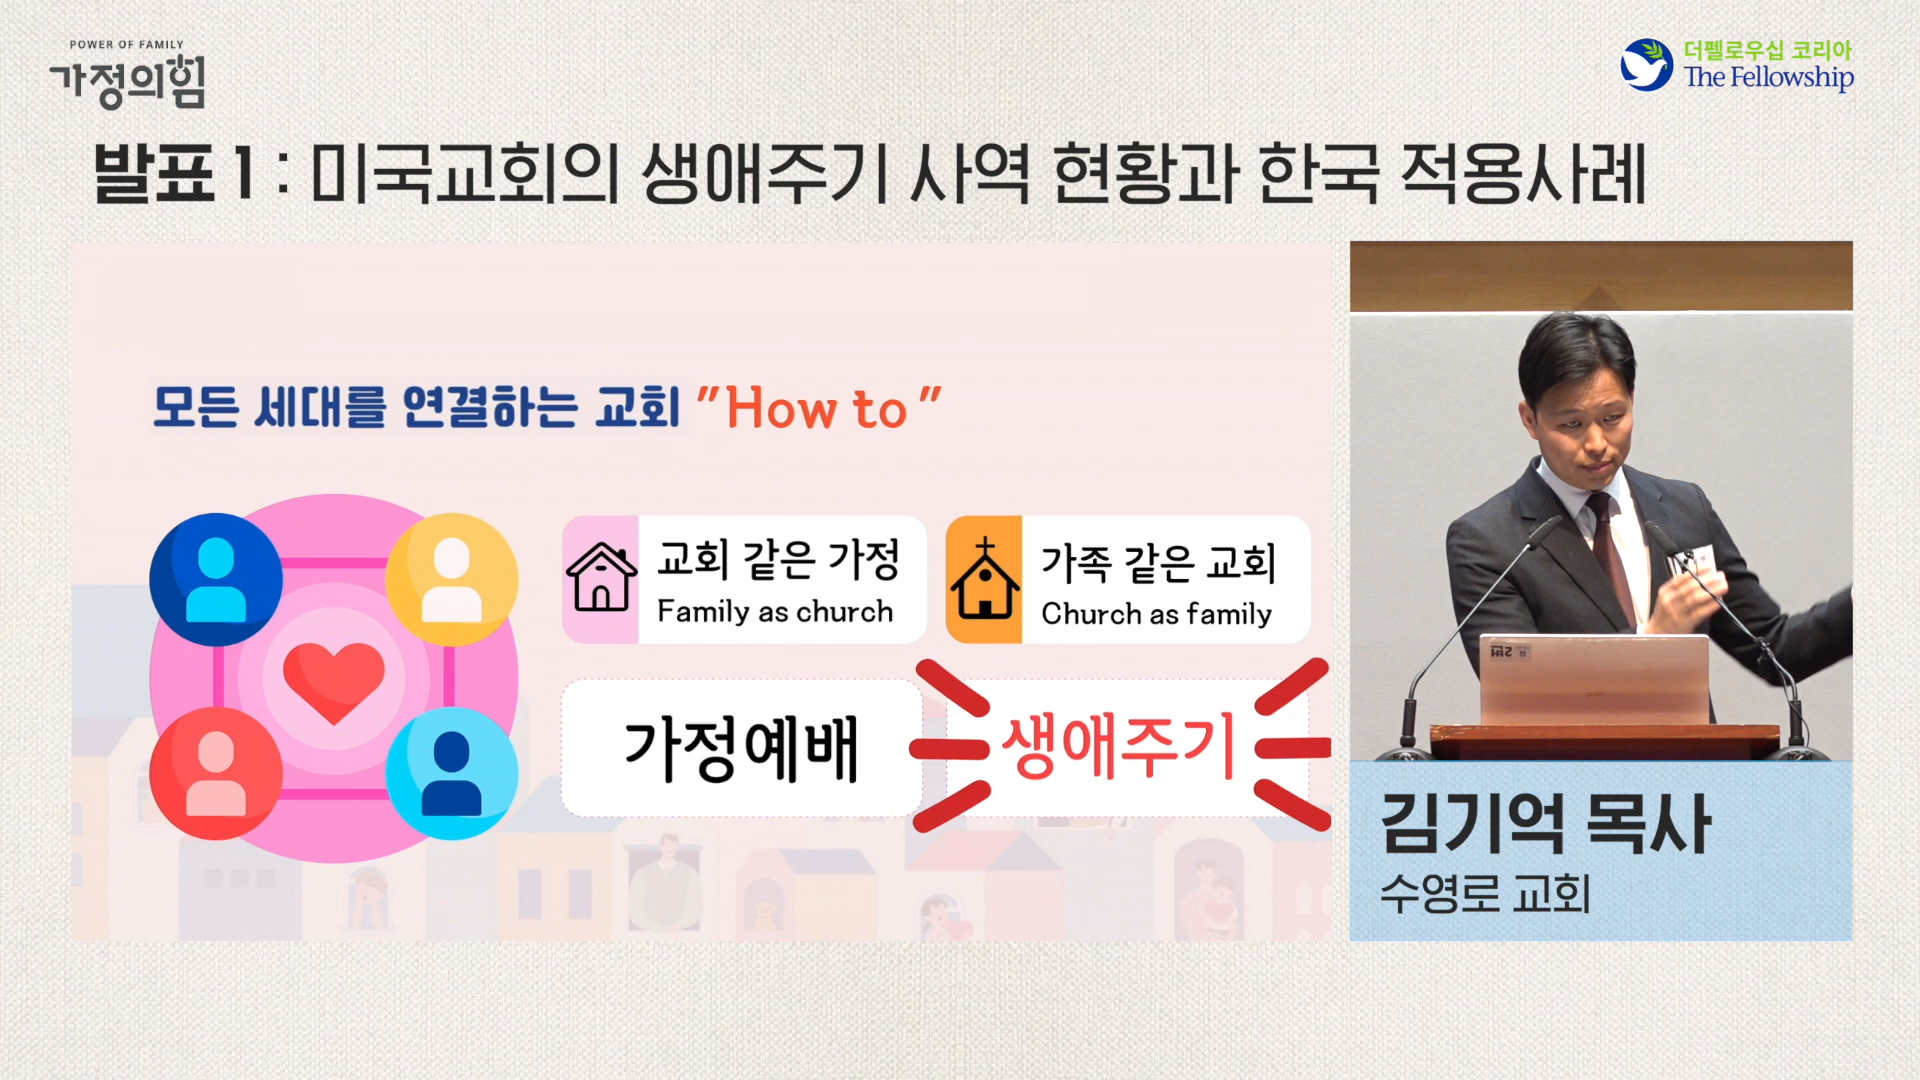 POWER OF FAMILY
가정의힘
더펠로우십 코리아
The Fellowship
발표 1 : 미국교회의 생애주기 사역 현황과 한국 적용사례
모든 세대를 연결하는 교회 "How to"
교회 같은 가정
Family as church
가족 같은 교회
Church as family
가정예배
생애주기
김기억 목사
수영로 교회